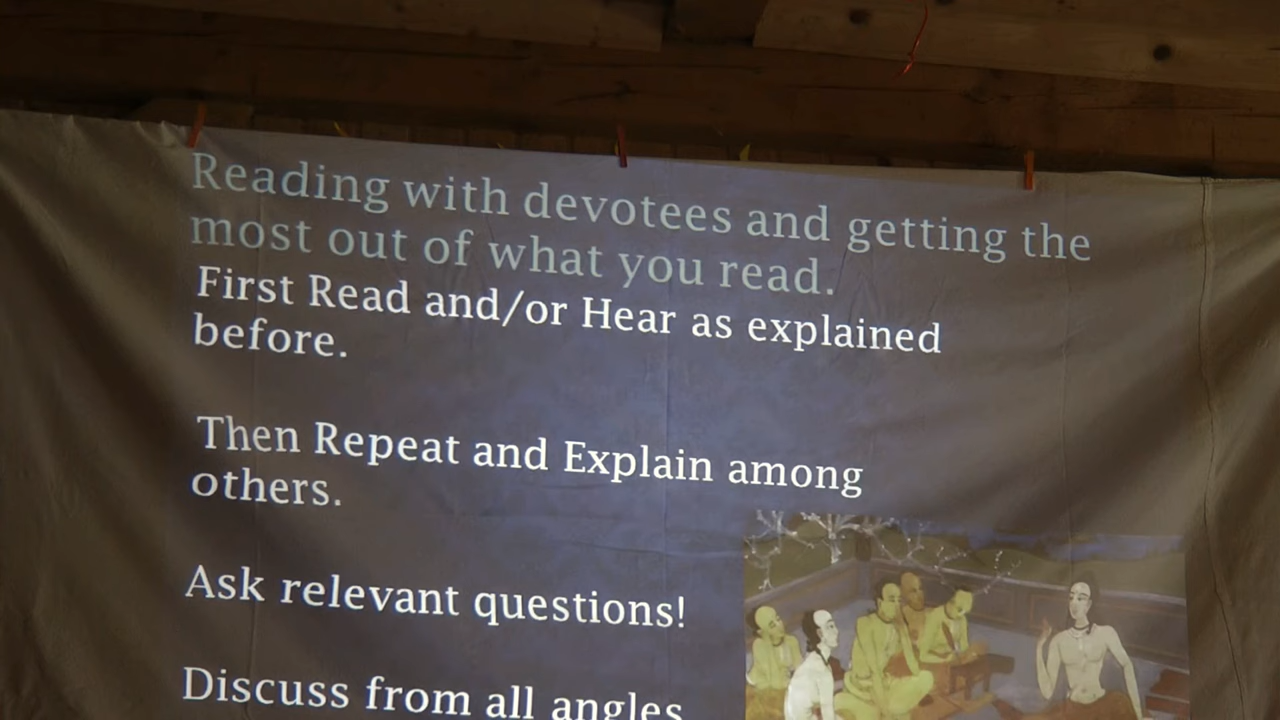 Reading with devotees and getting the
most out of what you read.
First Read and/or Hear as explained
before.
Then Repeat and Explain among
others.
Ask relevant questions!
Discuss from all angles